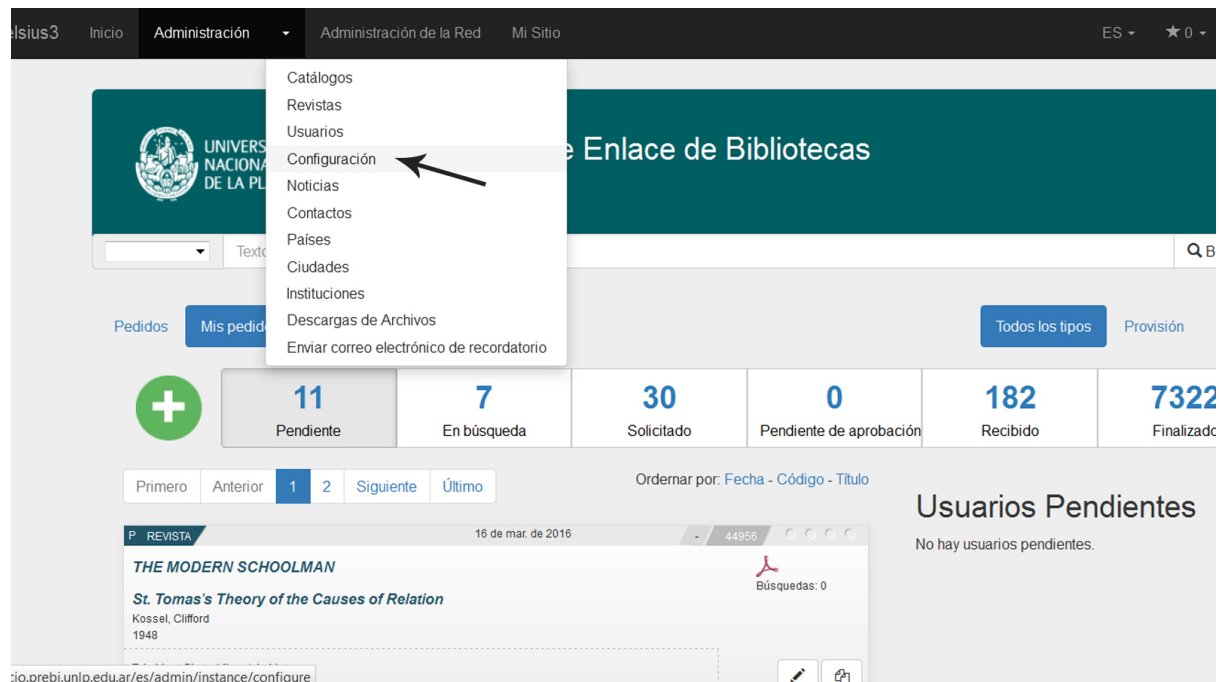 elsius3 Inicio Administración Administración de la Red Mi Sitio ES 0
Catálogos
Revistas
Usuarios
Configuración
Noticias
Contactos
Países
Ciudades
Instituciones
Descargas de Archivos
Enviar correo electrónico de recordatorio
UNIVERS
NACIONA
DE LA PL
e Enlace de Bibliotecas
Texto B
Pedidos Mis pedido Todos los tipos Provisión
11 7 30 0 182 7322
Pendiente En búsqueda Solicitado Pendiente de aprobación Recibido Finalizado
Primero Anterior 1 2 Siguiente Último
Ordernar por: Fecha - Código - Título
Usuarios Pendientes
No hay usuarios pendientes.
P REVISTA 16 de mar. de 2016 - 44956
THE MODERN SCHOOLMAN
Búsquedas: 0
St. Tomas's Theory of the Causes of Relation
Kossel, Clifford
1948
cio.prebi.unlp.edu.ar/es/admin/instance/configure